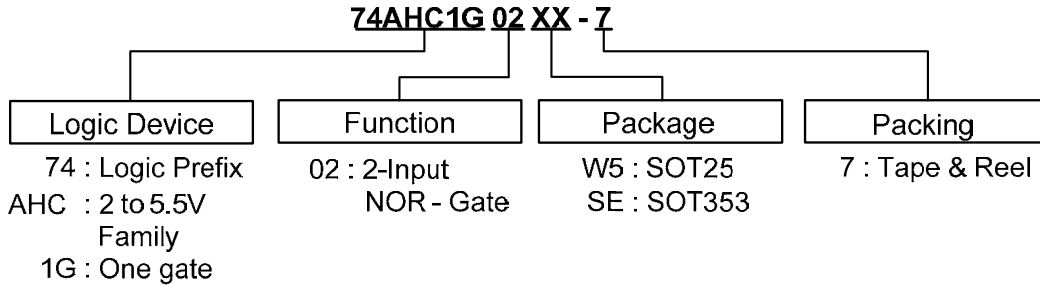 74AHC1G 02 XX - 7
Logic Device
74 : Logic Prefix
AHC : 2 to 5.5V
Family
1G : One gate
Function
02 : 2-Input
NOR - Gate
Package
W5 : SOT25
SE : SOT353
Packing
7 : Tape & Reel